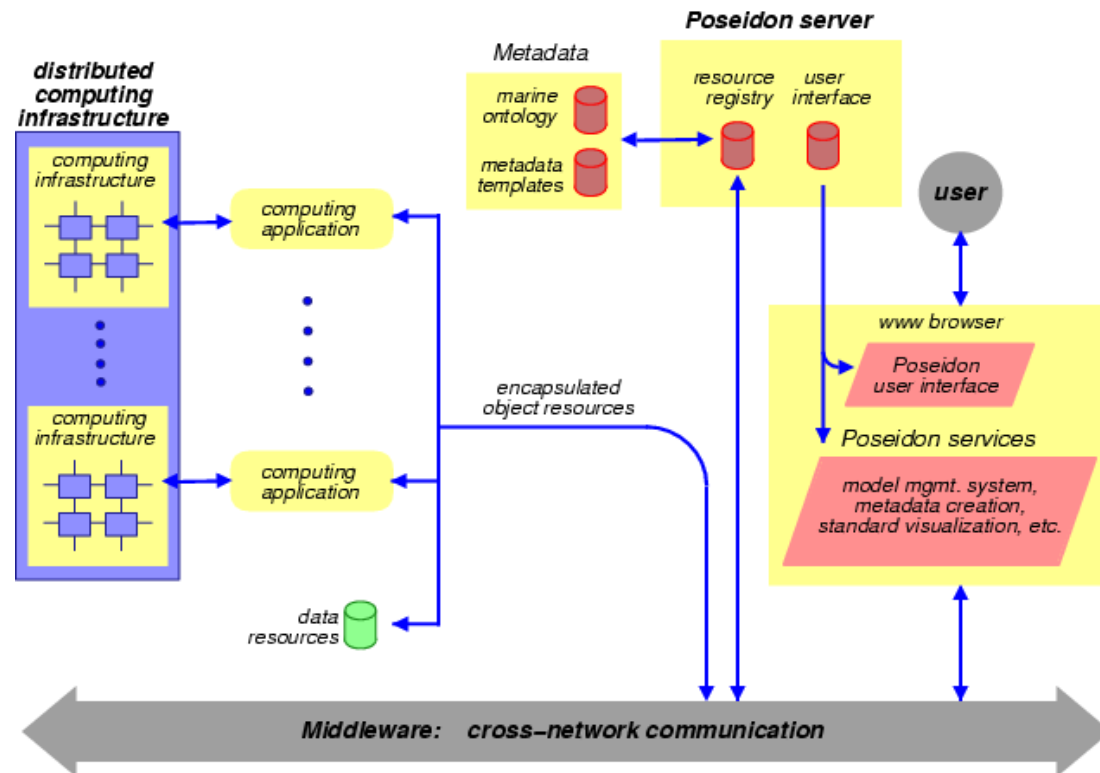 distributed
computing
infrastructure
computing
infrastructure
computing
infrastructure
computing
application
computing
application
data
resources
encapsulated
object resources
Metadata
marine
ontology
metadata
templates
Poseidon server
resource
registry
user
interface
user
www browser
Poseidon
user interface
Poseidon services
model mgmt. system,
metadata creation,
standard visualization, etc.
Middleware: cross-network communication